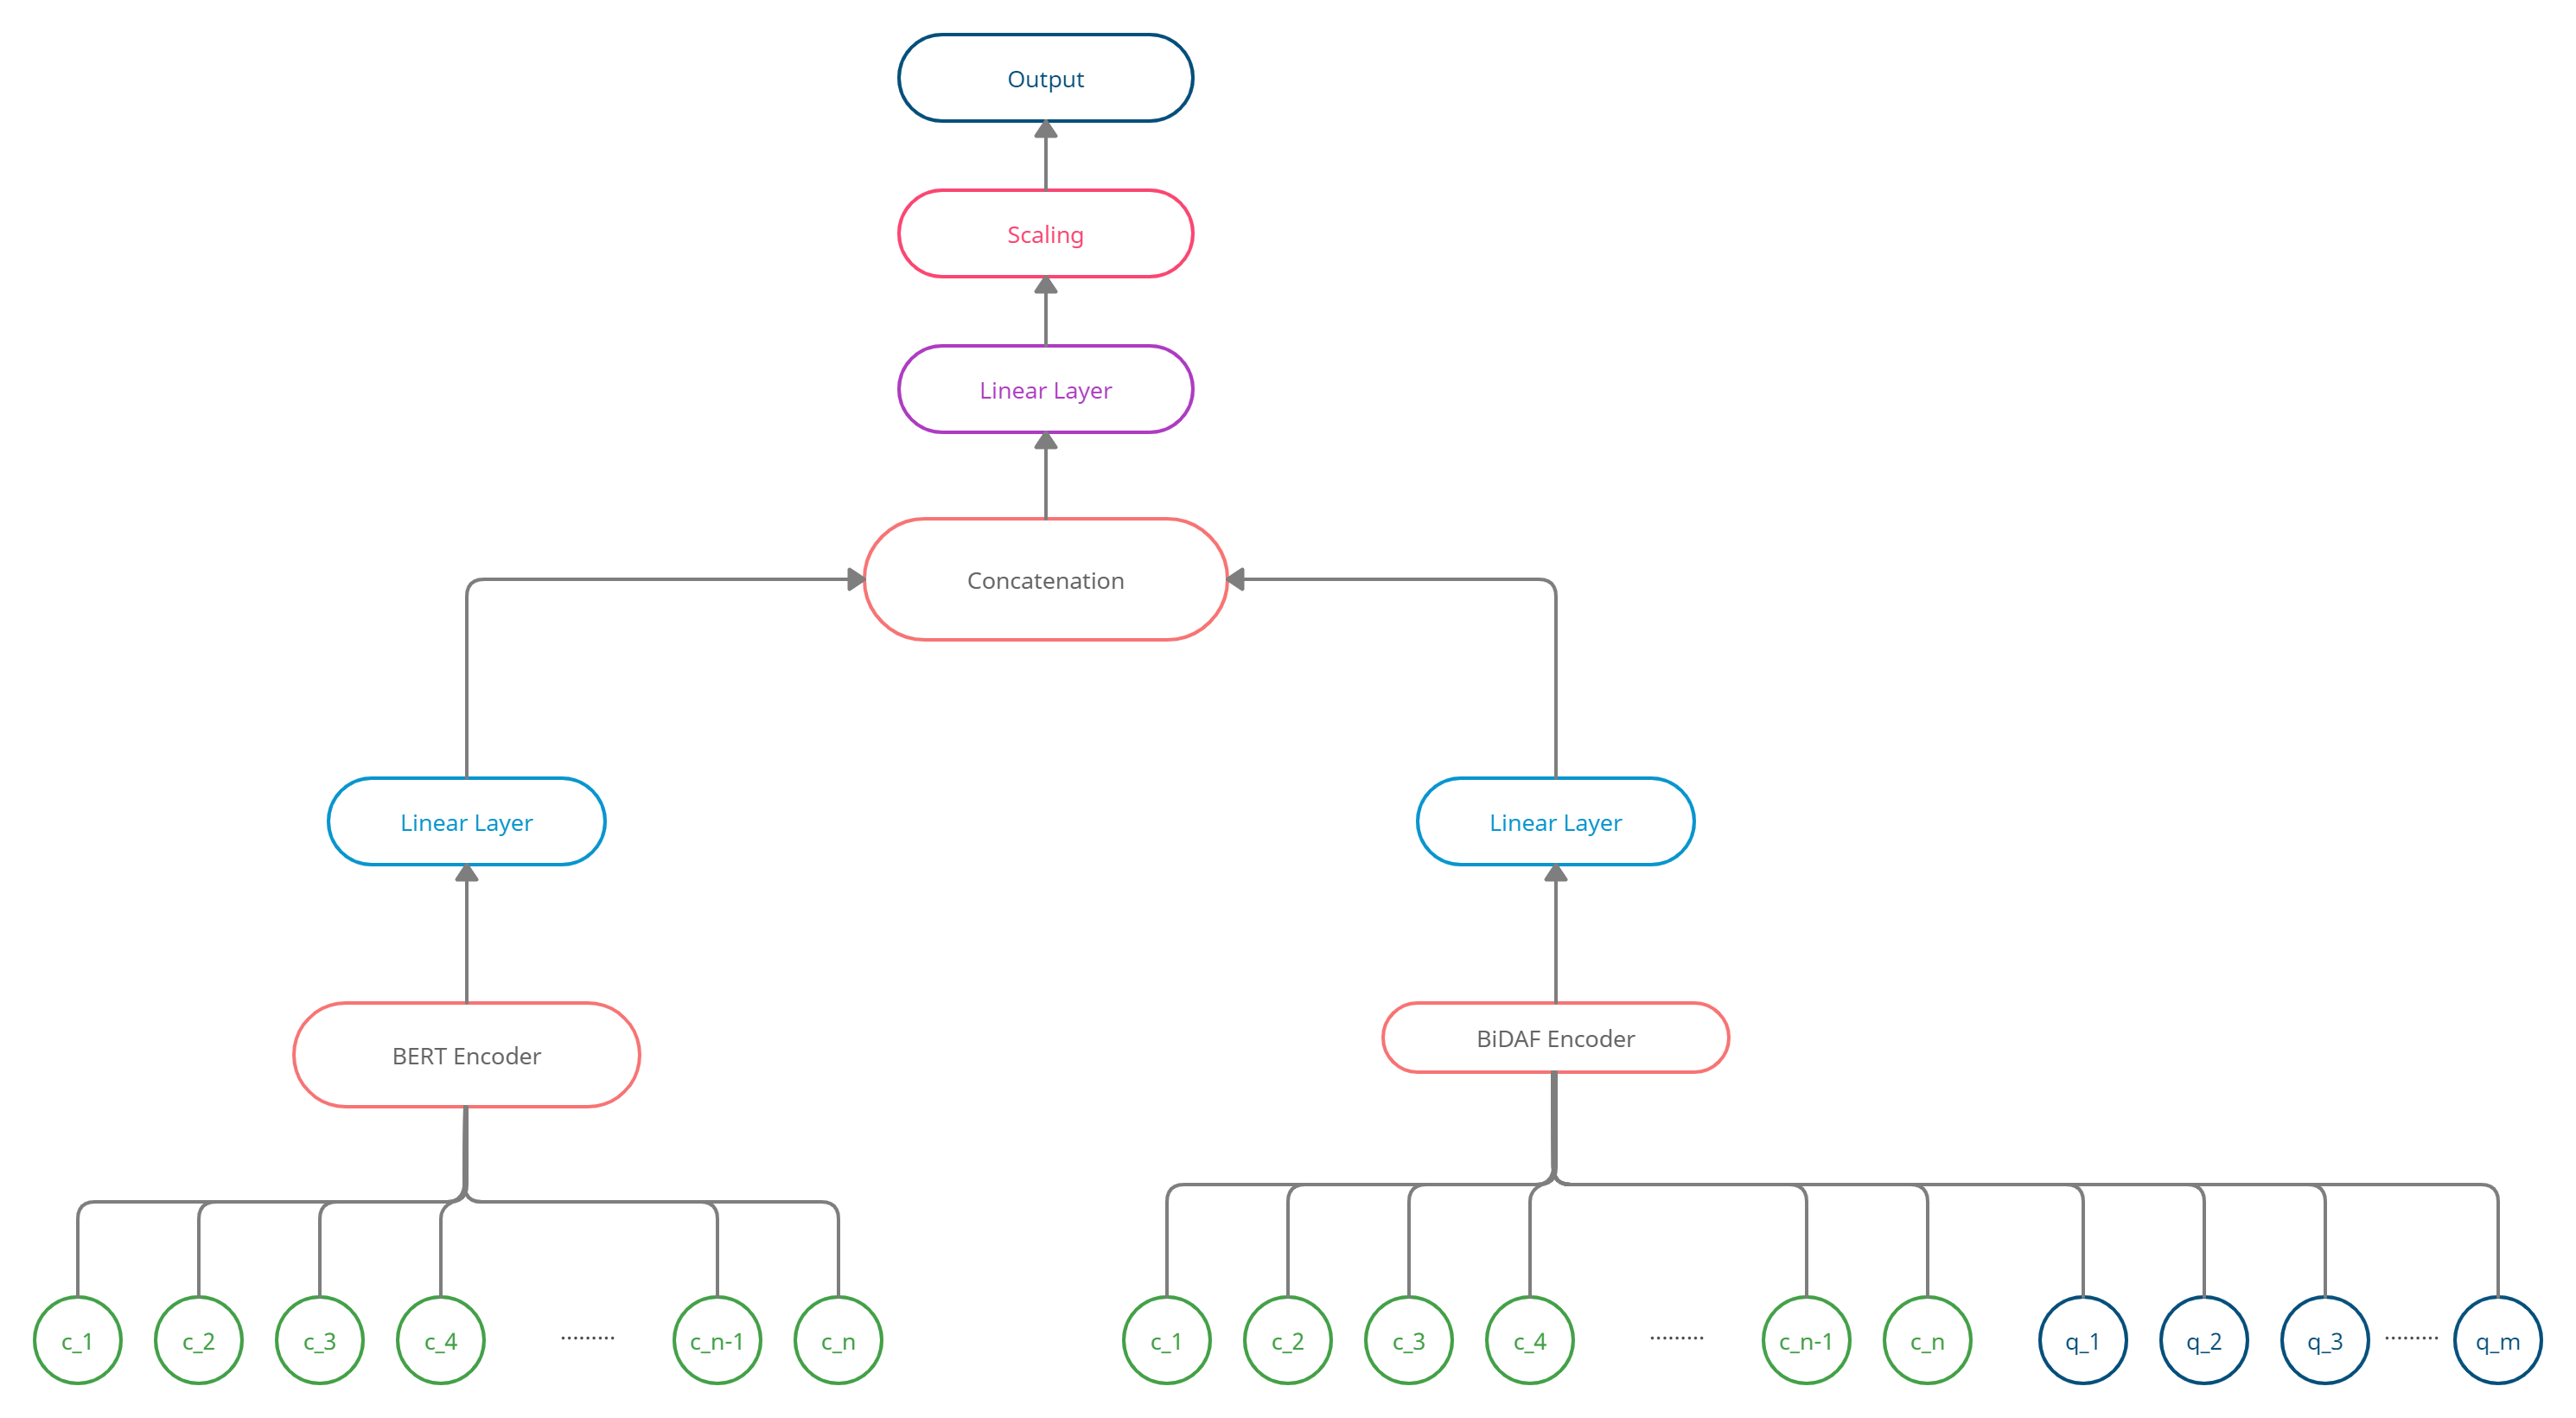 Output
Scaling
Linear Layer
Concatenation
Linear Layer
Linear Layer
BERT Encoder
BiDAF Encoder
c_1 c_2 c_3 c_4 ......... c_n-1 c_n c_1 c_2 c_3 c_4 ......... c_n-1 c_n q_1 q_2 q_3 ......... q_m